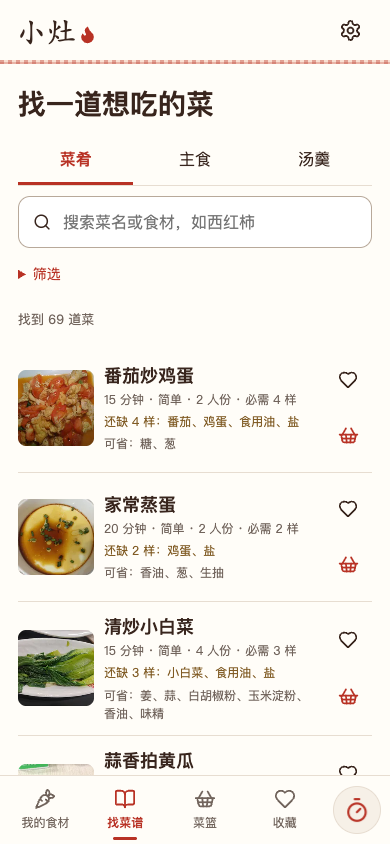 小灶
找一道想吃的菜
菜肴 主食 汤羹
搜索菜名或食材，如西红柿
筛选
找到 69 道菜
番茄炒鸡蛋
15 分钟 · 简单 · 2 人份 · 必需 4 样
还缺 4 样：番茄、鸡蛋、食用油、盐
可省：糖、葱
家常蒸蛋
20 分钟 · 简单 · 2 人份 · 必需 2 样
还缺 2 样：鸡蛋、盐
可省：香油、葱、生抽
清炒小白菜
15 分钟 · 简单 · 4 人份 · 必需 3 样
还缺 3 样：小白菜、食用油、盐
可省：姜、蒜、白胡椒粉、玉米淀粉、
香油、味精
蒜香拍黄瓜
我的食材 找菜谱 菜篮 收藏